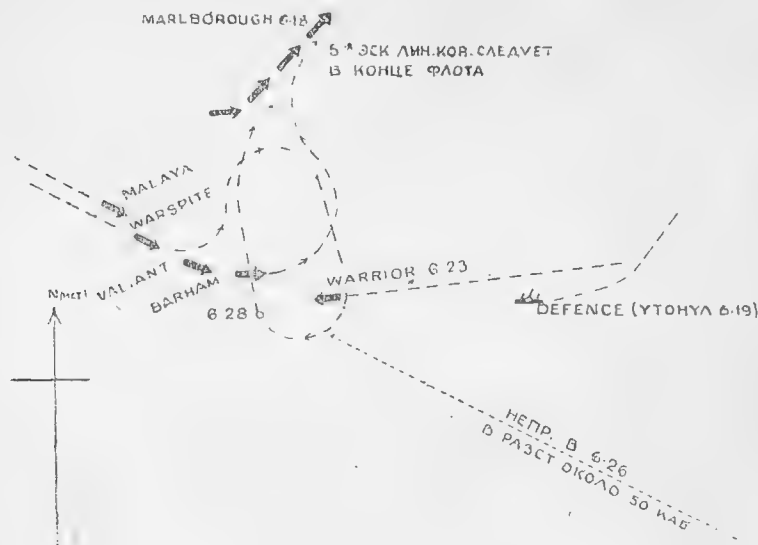 MARLBOROUGH 6·18
5ᴬ ЭСК ЛИН.КОР. СЛЕДУЕТ
В КОНЦЕ ФЛОТА
MALAYA
WARSPITE
VALIANT
BARHAM
WARRIOR 6 23
6 28
DEFENCE (УТОНУЛ 6·19)
НЕПР. В 6·26
В РАЗСТ ОКОЛО 50 КАБ